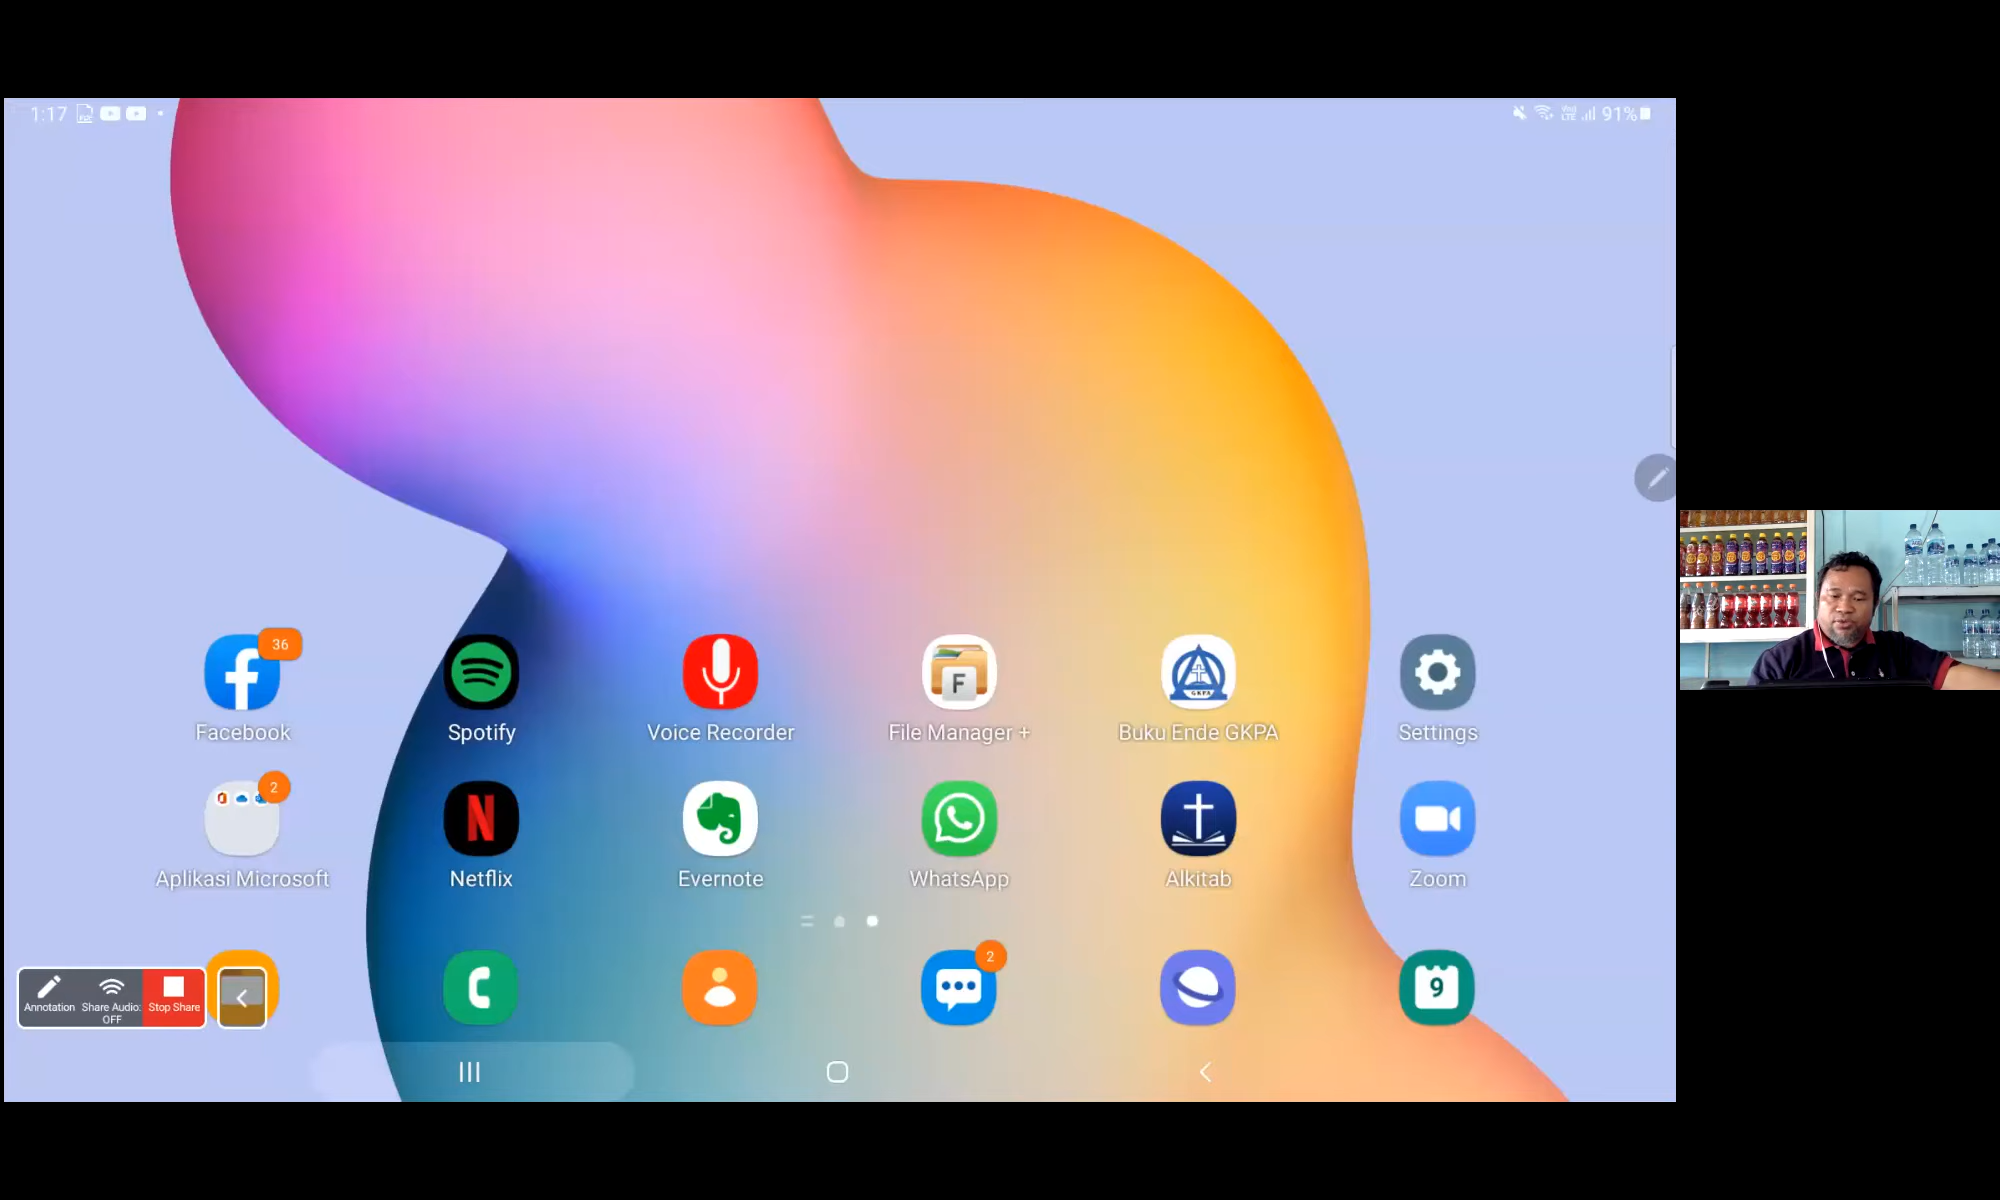 1:17
91%
36
Facebook
Spotify
Voice Recorder
F
File Manager +
GKPA
Buku Ende GKPA
Settings
2
Aplikasi Microsoft
N
Netflix
Evernote
WhatsApp
Alkitab
Zoom
Annotation
Share Audio:
OFF
Stop Share
2
9